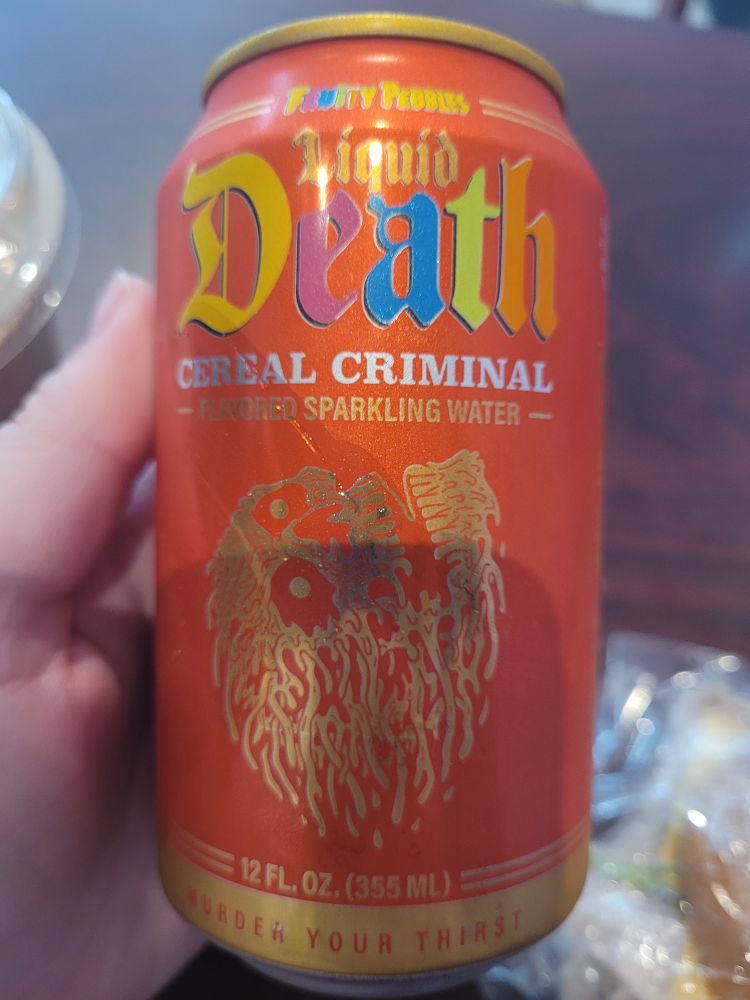 FRUITY PEBBLES
Liquid
Death
CEREAL CRIMINAL
FLAVORED SPARKLING WATER
12 FL. OZ. (355 ML)
MURDER YOUR THIRST